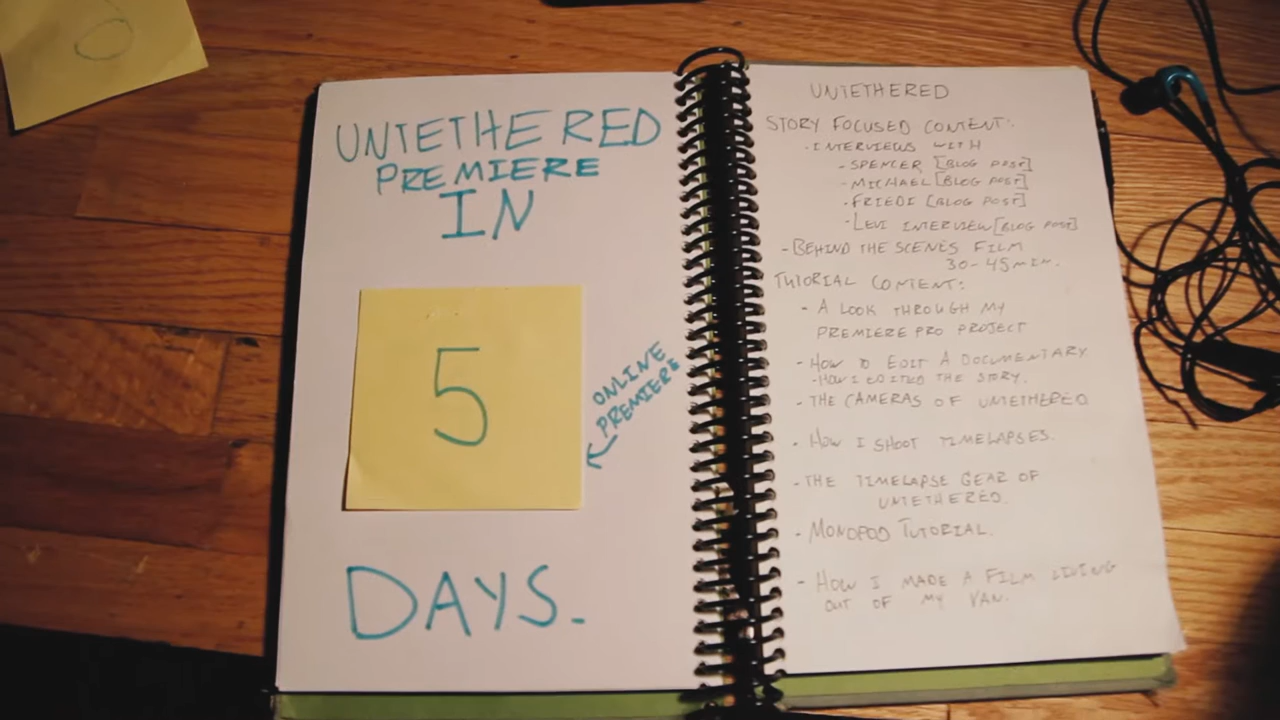 UNTETHERED
PREMIERE
IN
5
ONLINE
PREMIERE
DAYS.
UNTETHERED
STORY FOCUSED CONTENT:
- INTERVIEWS WITH
- SPENCER [BLOG POST]
- MICHAEL [BLOG POST]
- FRIEDI [BLOG POST]
- LEVI INTERVIEW [BLOG POST]
- BEHIND THE SCENES FILM
30-45 MIN.
TUTORIAL CONTENT:
- A LOOK THROUGH MY
PREMIERE PRO PROJECT
- HOW TO EDIT A DOCUMENTARY
- HOW I EDITED THE STORY.
- THE CAMERAS OF UNTETHERED
- HOW I SHOOT TIMELAPSES.
- THE TIMELAPSE GEAR OF
UNTETHERED.
- MONOPOD TUTORIAL.
- HOW I MADE A FILM LIVING
OUT OF MY VAN.